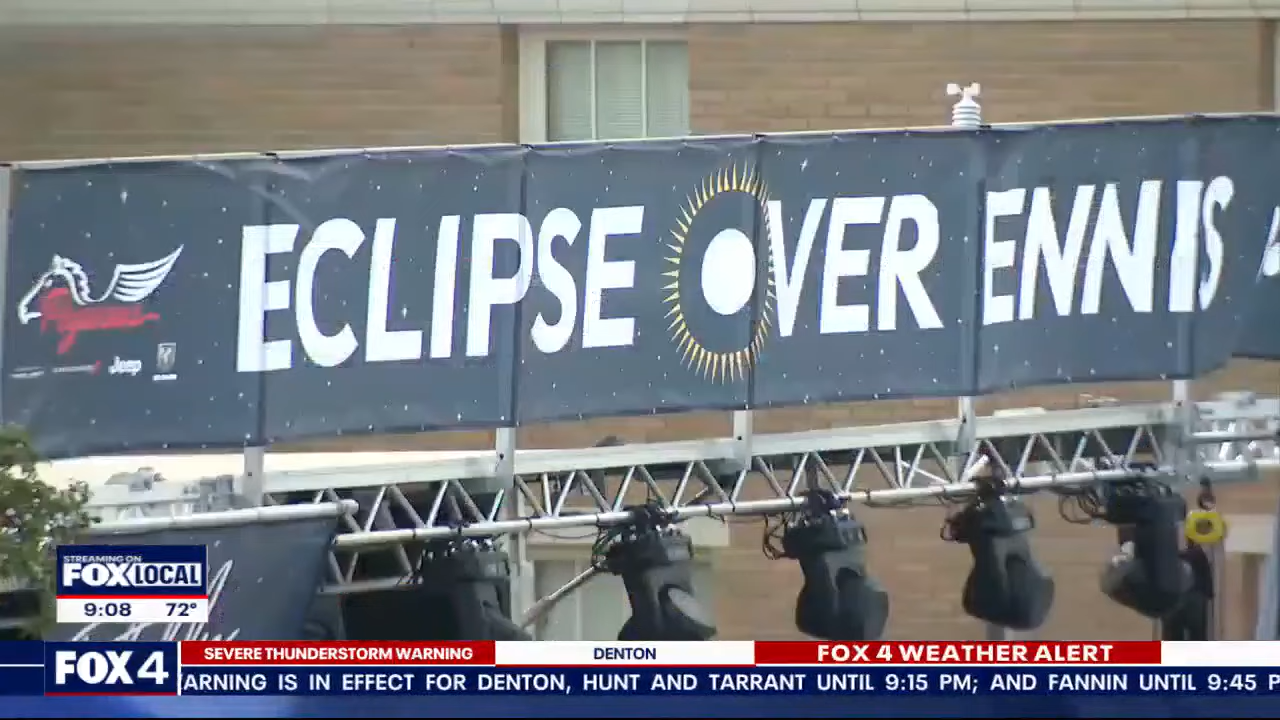 ECLIPSE OVER ENNIS
Jeep
STREAMING ON
FOX LOCAL
9:08 72°
FOX 4
SEVERE THUNDERSTORM WARNING
DENTON
FOX 4 WEATHER ALERT
ARNING IS IN EFFECT FOR DENTON, HUNT AND TARRANT UNTIL 9:15 PM; AND FANNIN UNTIL 9:45 P